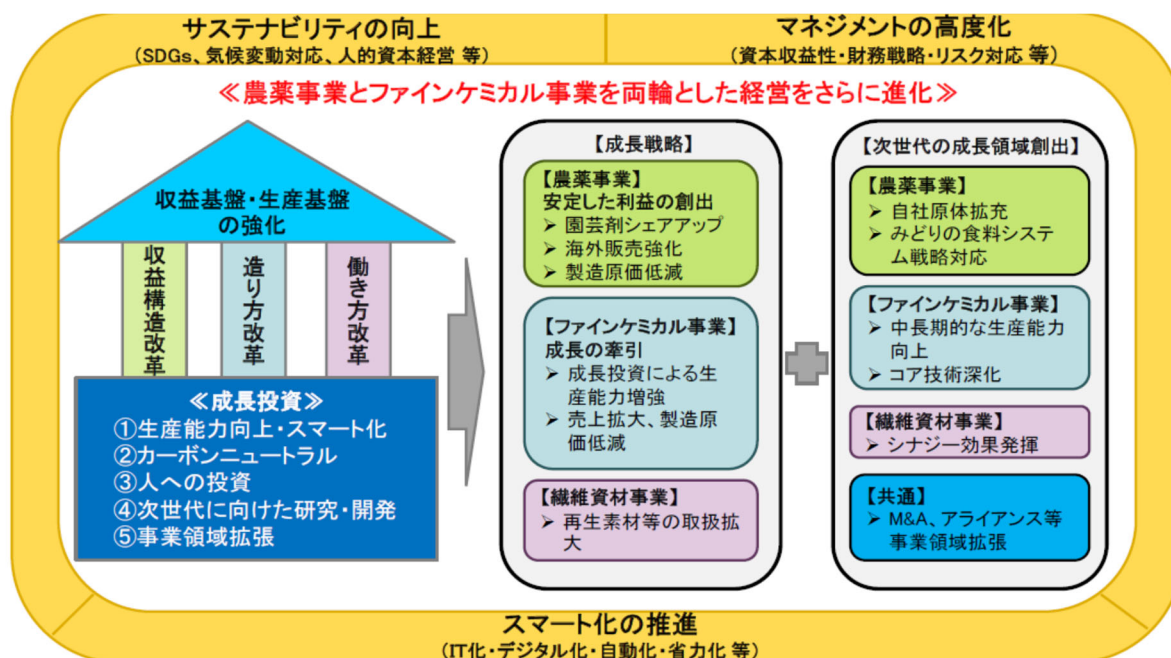 サステナビリティの向上
(SDGs、気候変動対応、人的資本経営 等)
マネジメントの高度化
(資本収益性・財務戦略・リスク対応 等)
≪農薬事業とファインケミカル事業を両輪とした経営をさらに進化≫
収益基盤・生産基盤
の強化
収益構造改革
造り方改革
働き方改革
≪成長投資≫
①生産能力向上・スマート化
②カーボンニュートラル
③人への投資
④次世代に向けた研究・開発
⑤事業領域拡張
【成長戦略】
【農薬事業】
安定した利益の創出
➢ 園芸剤シェアアップ
➢ 海外販売強化
➢ 製造原価低減
【ファインケミカル事業】
成長の牽引
➢ 成長投資による生
産能力増強
➢ 売上拡大、製造原
価低減
【繊維資材事業】
➢ 再生素材等の取扱拡
大
【次世代の成長領域創出】
【農薬事業】
➢ 自社原体拡充
➢ みどりの食料システ
ム戦略対応
【ファインケミカル事業】
➢ 中長期的な生産能力
向上
➢ コア技術深化
【繊維資材事業】
➢ シナジー効果発揮
【共通】
➢ M&A、アライアンス等
事業領域拡張
スマート化の推進
(IT化・デジタル化・自動化・省力化 等)